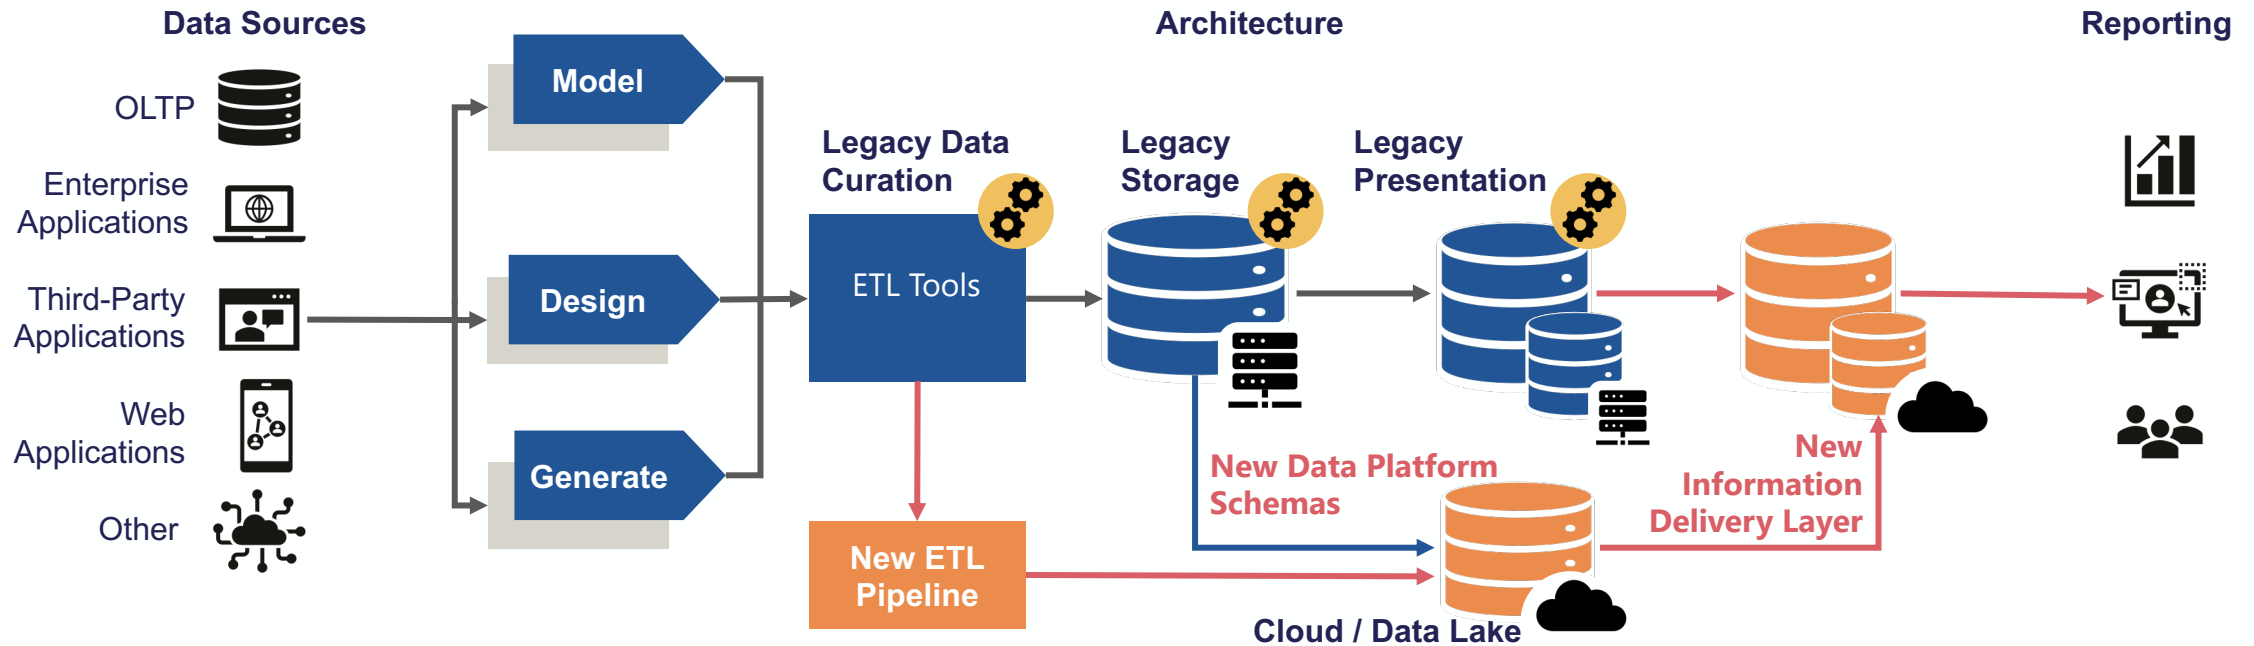 Data Sources
Architecture
Reporting
OLTP
Enterprise
Applications
Third-Party
Applications
Web
Applications
Other
Model
Design
Generate
Legacy Data
Curation
ETL Tools
New ETL
Pipeline
Legacy
Storage
Legacy
Presentation
New Data Platform
Schemas
New
Information
Delivery Layer
Cloud / Data Lake